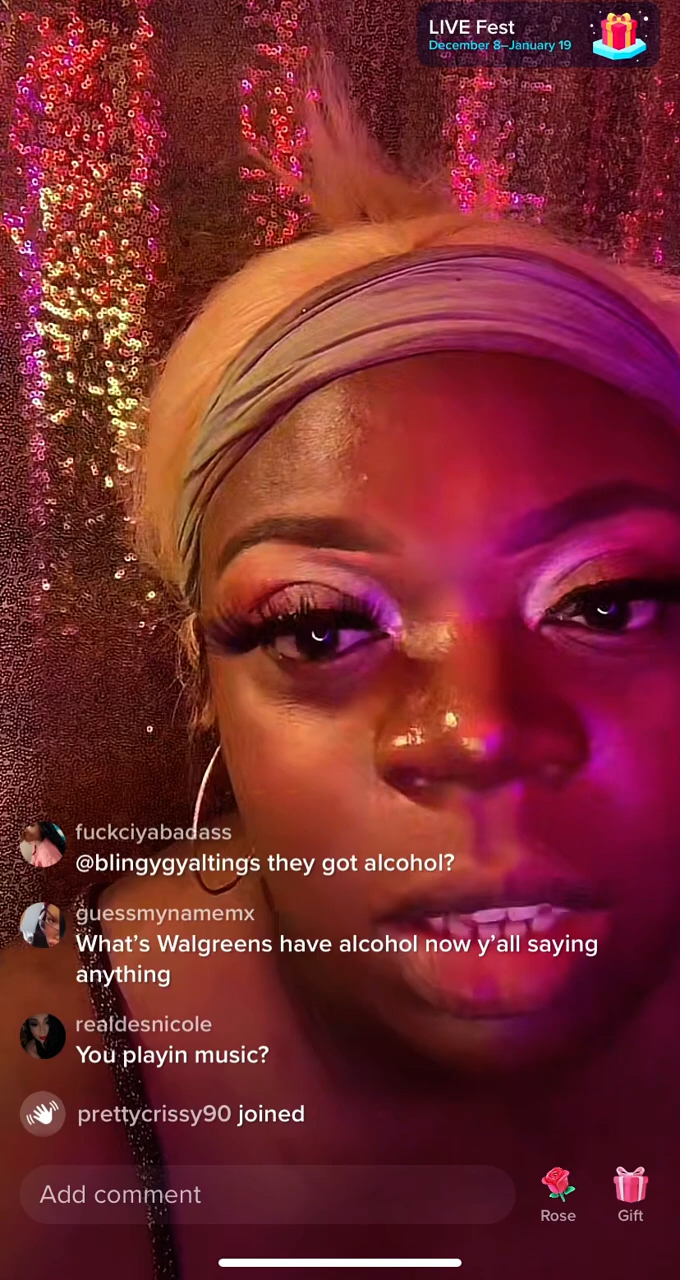 LIVE Fest
December 8–January 19
fuckciyabadass
@blingygyaltings they got alcohol?
guessmynamemx
What's Walgreens have alcohol now y'all saying
anything
realdesnicole
You playin music?
prettycrissy90 joined
Add comment
Rose
Gift